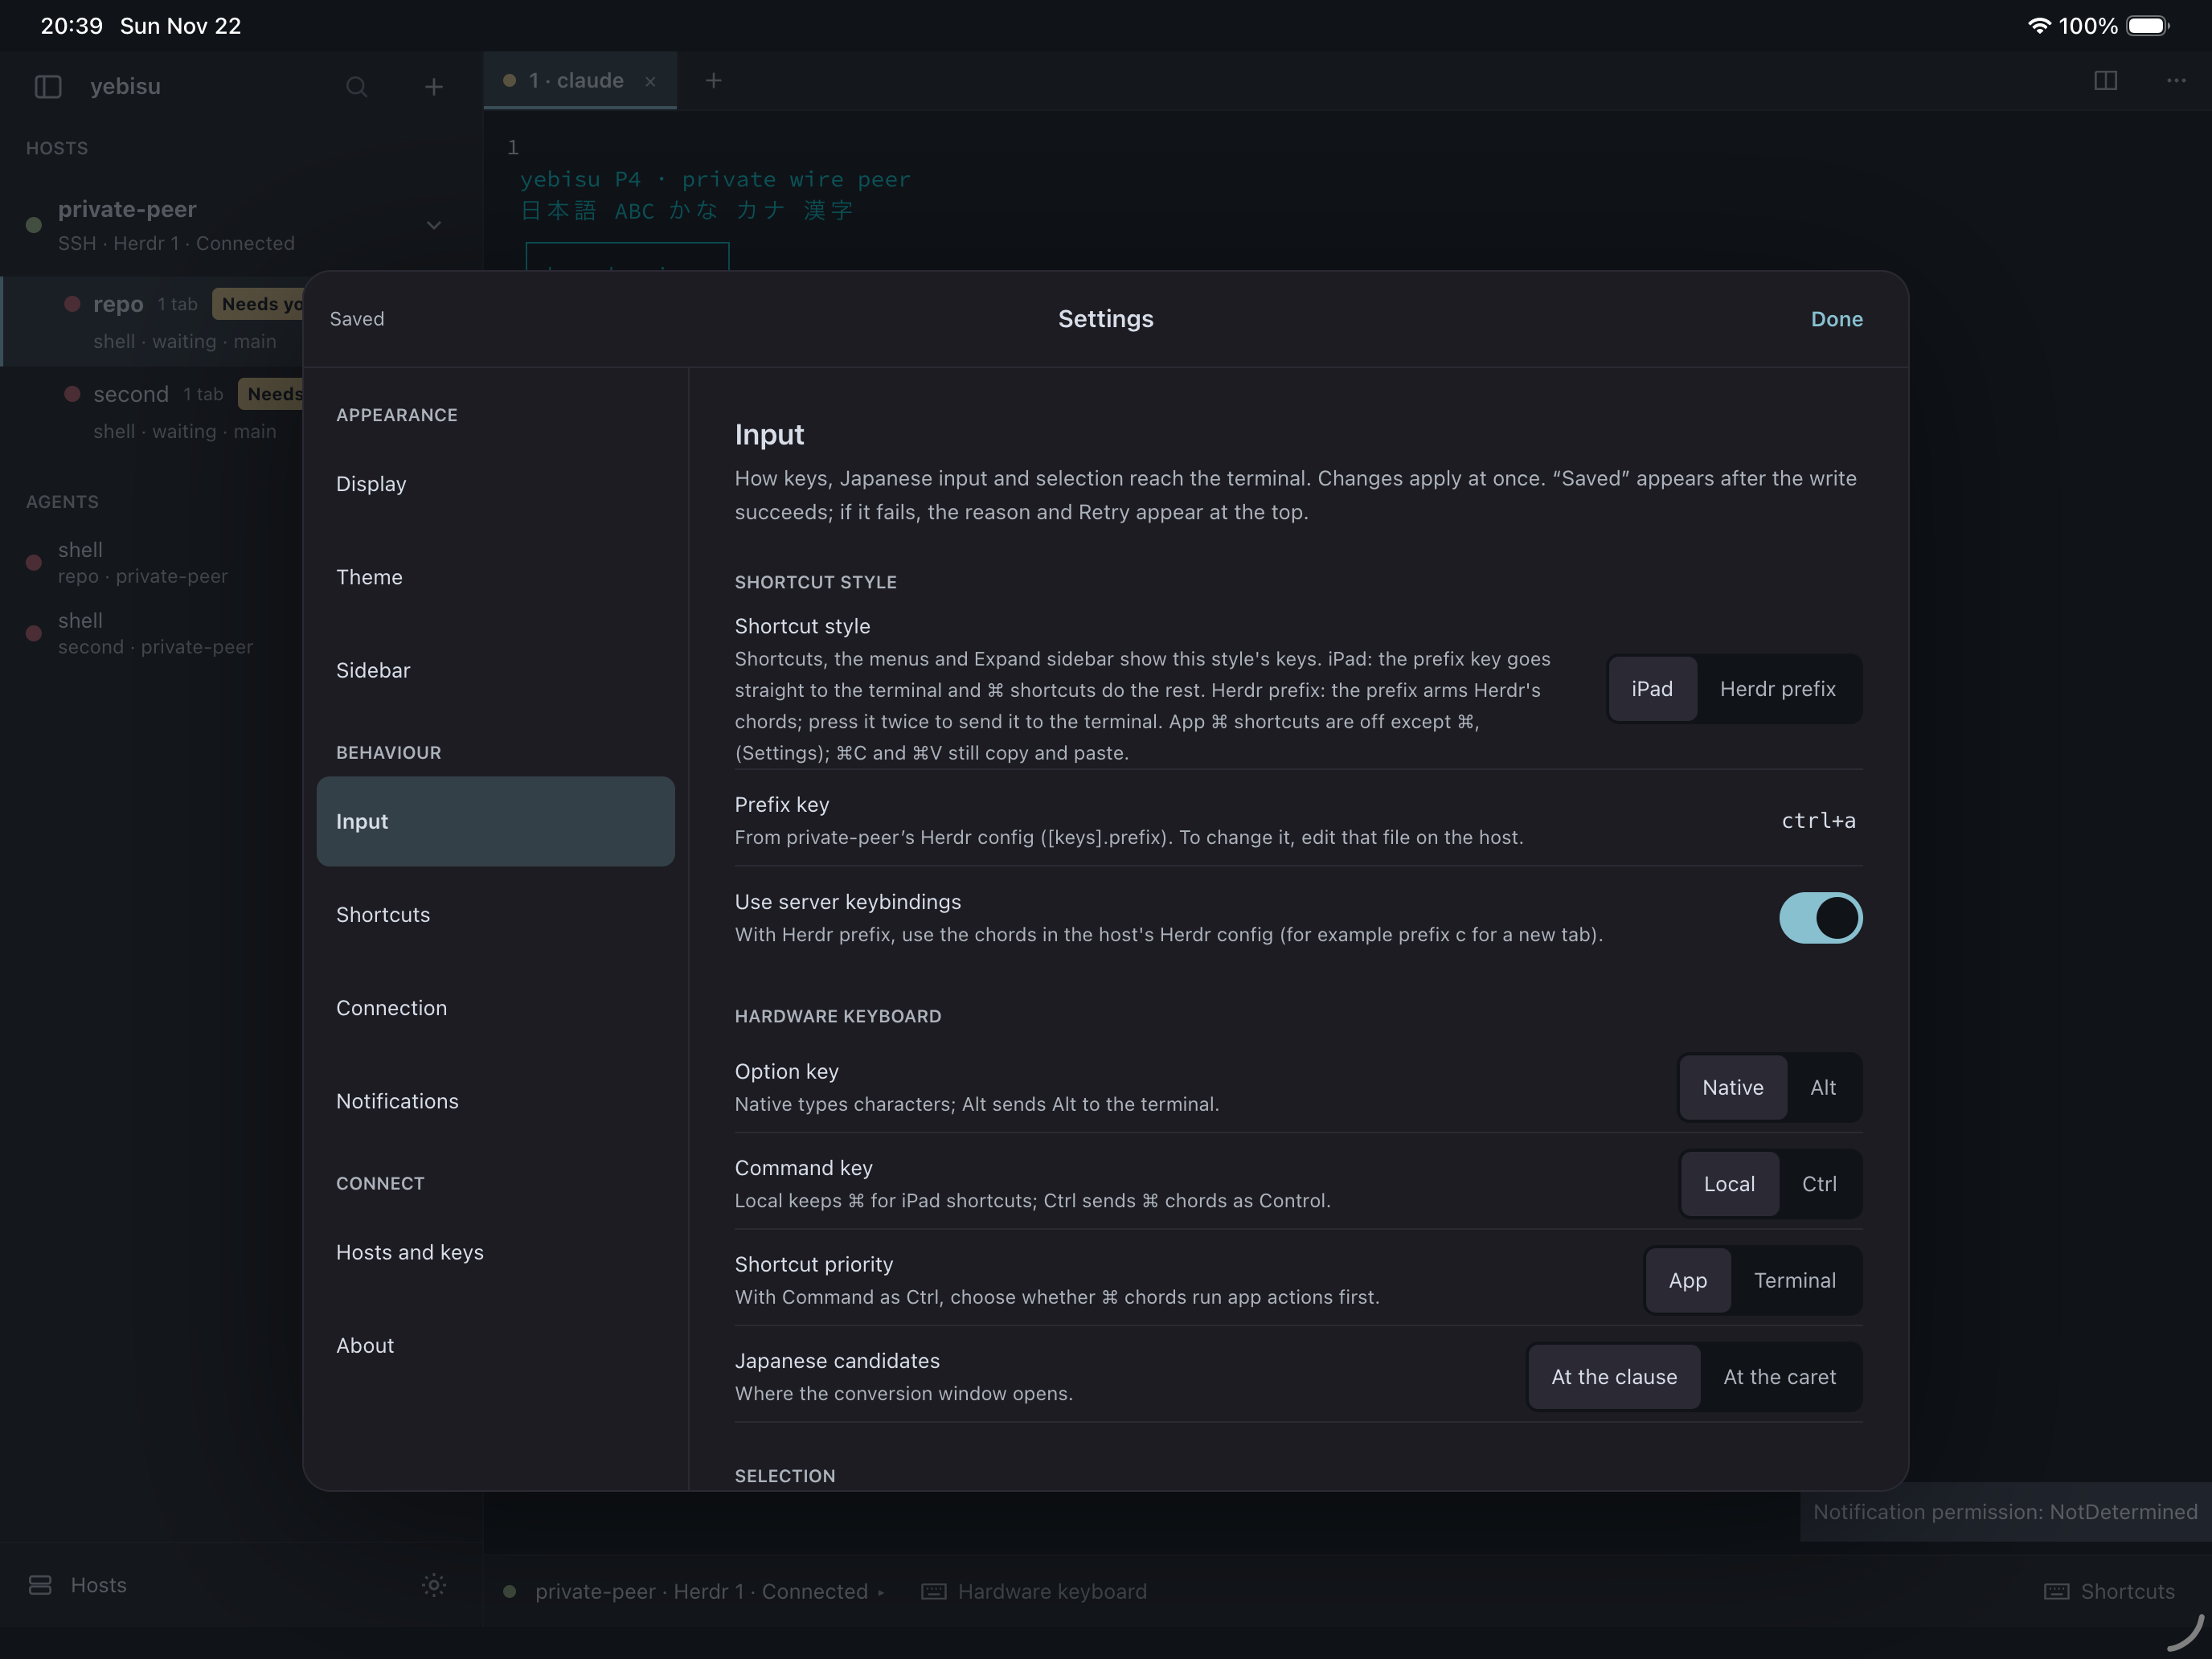 20:39 Sun Nov 22
100%
yebisu
1 · claude
HOSTS
private-peer
SSH · Herdr 1 · Connected
repo 1 tab Needs
shell · waiting · main
second 1 tab Needs
shell · waiting · main
AGENTS
shell
repo · private-peer
shell
second · private-peer
1
yebisu P4 · private wire peer
日本語 ABC かな カナ 漢字
Saved
Settings
Done
APPEARANCE
Display
Theme
Sidebar
BEHAVIOUR
Input
Shortcuts
Connection
Notifications
CONNECT
Hosts and keys
About
Input
How keys, Japanese input and selection reach the terminal. Changes apply at once. “Saved” appears after the write
succeeds; if it fails, the reason and Retry appear at the top.
SHORTCUT STYLE
Shortcut style
Shortcuts, the menus and Expand sidebar show this style's keys. iPad: the prefix key goes
straight to the terminal and ⌘ shortcuts do the rest. Herdr prefix: the prefix arms Herdr's
chords; press it twice to send it to the terminal. App ⌘ shortcuts are off except ⌘,
(Settings); ⌘C and ⌘V still copy and paste.
iPad Herdr prefix
Prefix key
From private-peer’s Herdr config ([keys].prefix). To change it, edit that file on the host.
ctrl+a
Use server keybindings
With Herdr prefix, use the chords in the host's Herdr config (for example prefix c for a new tab).
HARDWARE KEYBOARD
Option key
Native types characters; Alt sends Alt to the terminal.
Native Alt
Command key
Local keeps ⌘ for iPad shortcuts; Ctrl sends ⌘ chords as Control.
Local Ctrl
Shortcut priority
With Command as Ctrl, choose whether ⌘ chords run app actions first.
App Terminal
Japanese candidates
Where the conversion window opens.
At the clause At the caret
SELECTION
Notification permission: NotDetermined
Hosts
private-peer · Herdr 1 · Connected ▸
Hardware keyboard
Shortcuts